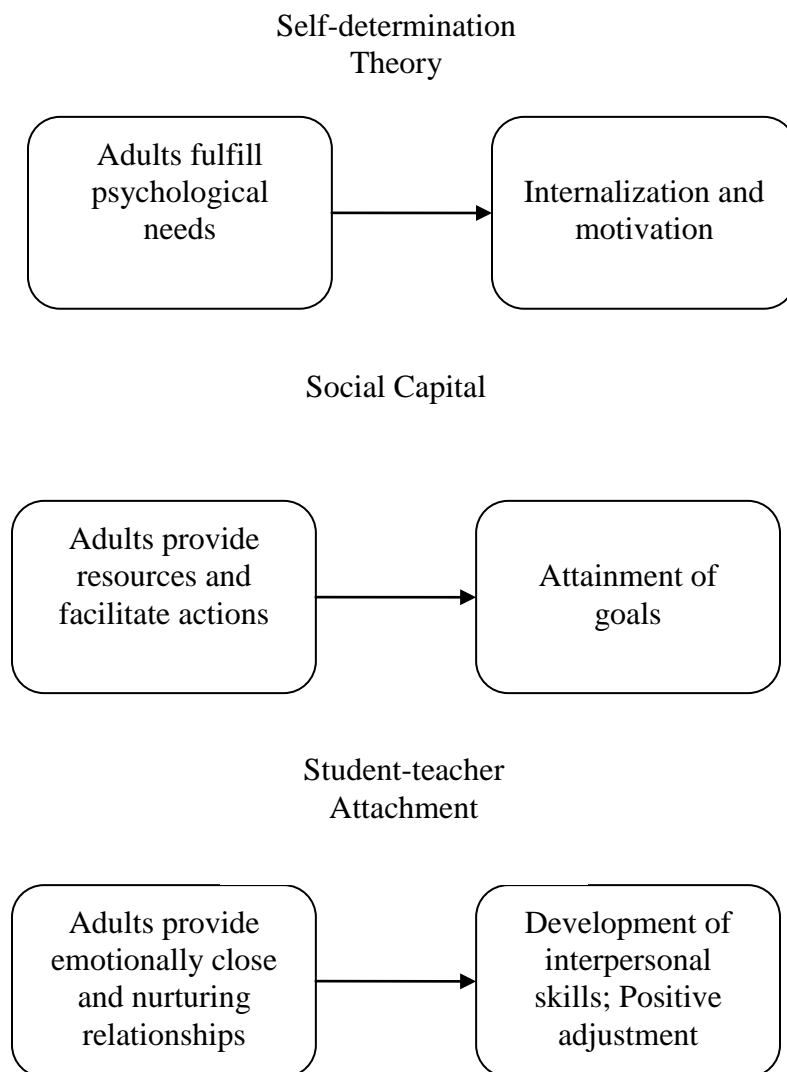 Self-determination
Theory
Adults fulfill
psychological
needs
Internalization and
motivation
Social Capital
Adults provide
resources and
facilitate actions
Attainment of
goals
Student-teacher
Attachment
Adults provide
emotionally close
and nurturing
relationships
Development of
interpersonal
skills; Positive
adjustment